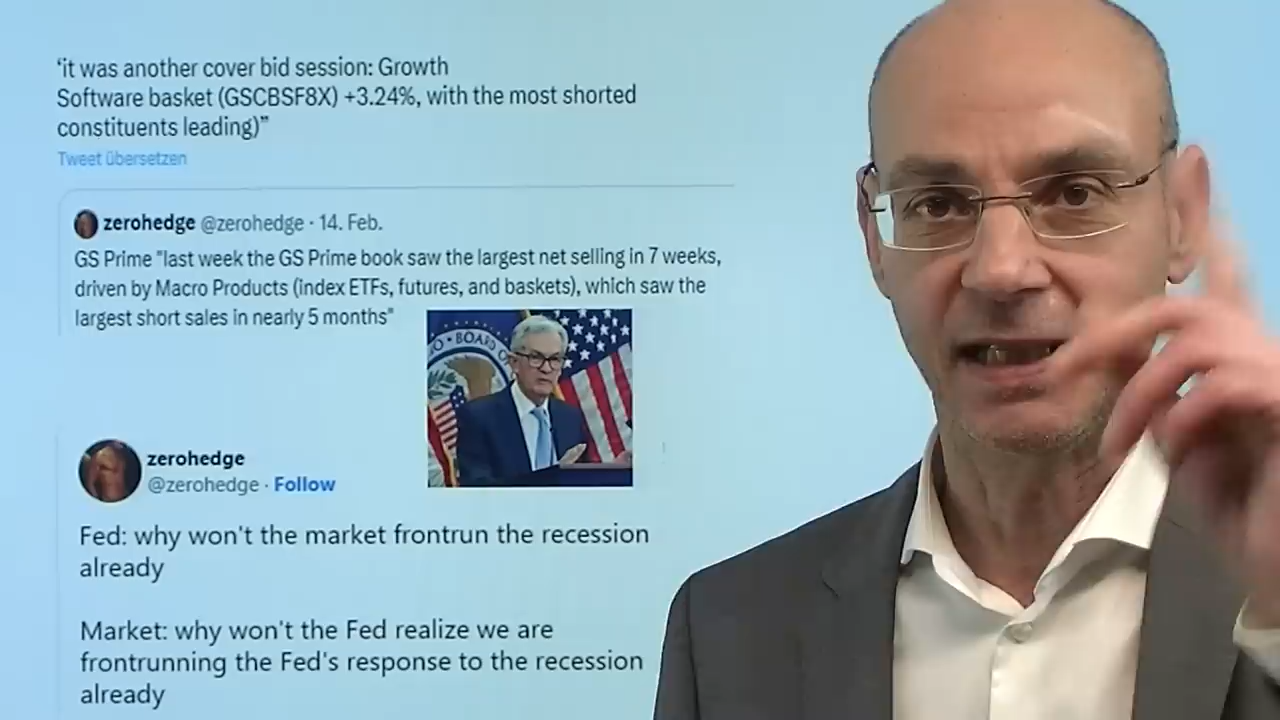 ‘it was another cover bid session: Growth
Software basket (GSCBSF8X) +3.24%, with the most shorted
constituents leading)”
Tweet übersetzen
zerohedge @zerohedge · 14. Feb.
GS Prime "last week the GS Prime book saw the largest net selling in 7 weeks,
driven by Macro Products (index ETFs, futures, and baskets), which saw the
largest short sales in nearly 5 months"
BOARD O
zerohedge
@zerohedge · Follow
Fed: why won't the market frontrun the recession
already
Market: why won't the Fed realize we are
frontrunning the Fed's response to the recession
already